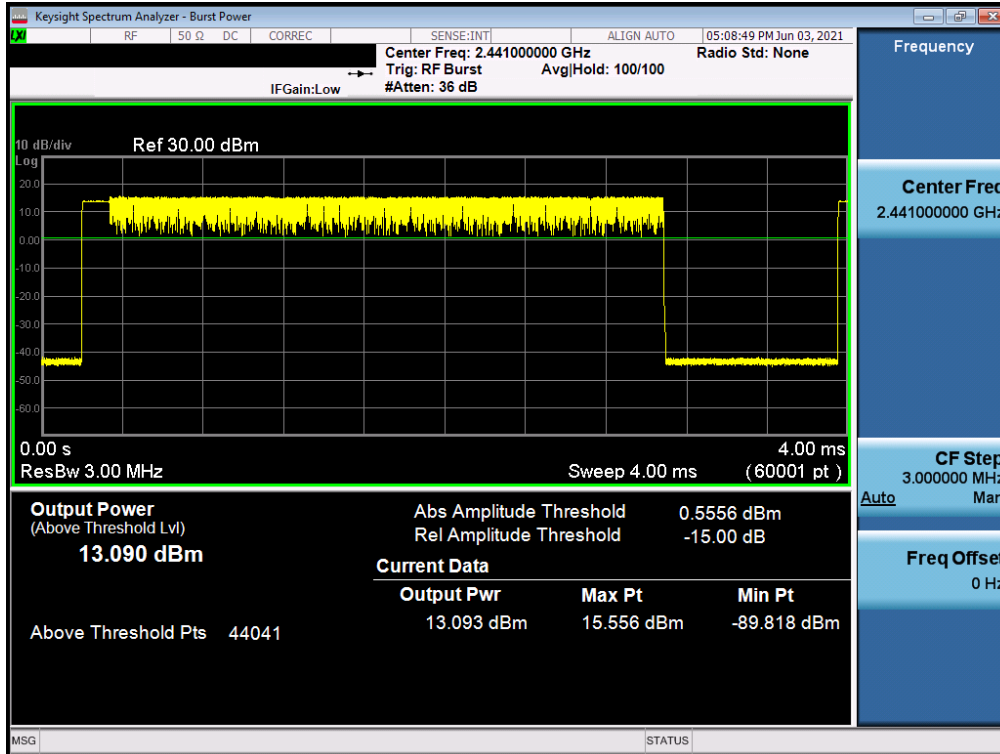 Keysight Spectrum Analyzer - Burst Power
LXI RF 50 Ω DC CORREC SENSE:INT ALIGN AUTO 05:08:49 PM Jun 03, 2021
Center Freq: 2.441000000 GHz Radio Std: None
Trig: RF Burst Avg|Hold: 100/100
IFGain:Low #Atten: 36 dB
Frequency
10 dB/div Ref 30.00 dBm
Log
20.0
10.0
0.00
-10.0
-20.0
-30.0
-40.0
-50.0
-60.0
0.00 s 4.00 ms
ResBw 3.00 MHz Sweep 4.00 ms (60001 pt )
Center Freq
2.441000000 GHz
CF Step
3.000000 MHz
Auto Man
Freq Offset
0 Hz
Output Power
(Above Threshold Lvl)
13.090 dBm
Above Threshold Pts 44041
Abs Amplitude Threshold 0.5556 dBm
Rel Amplitude Threshold -15.00 dB
Current Data
Output Pwr Max Pt Min Pt
13.093 dBm 15.556 dBm -89.818 dBm
MSG STATUS